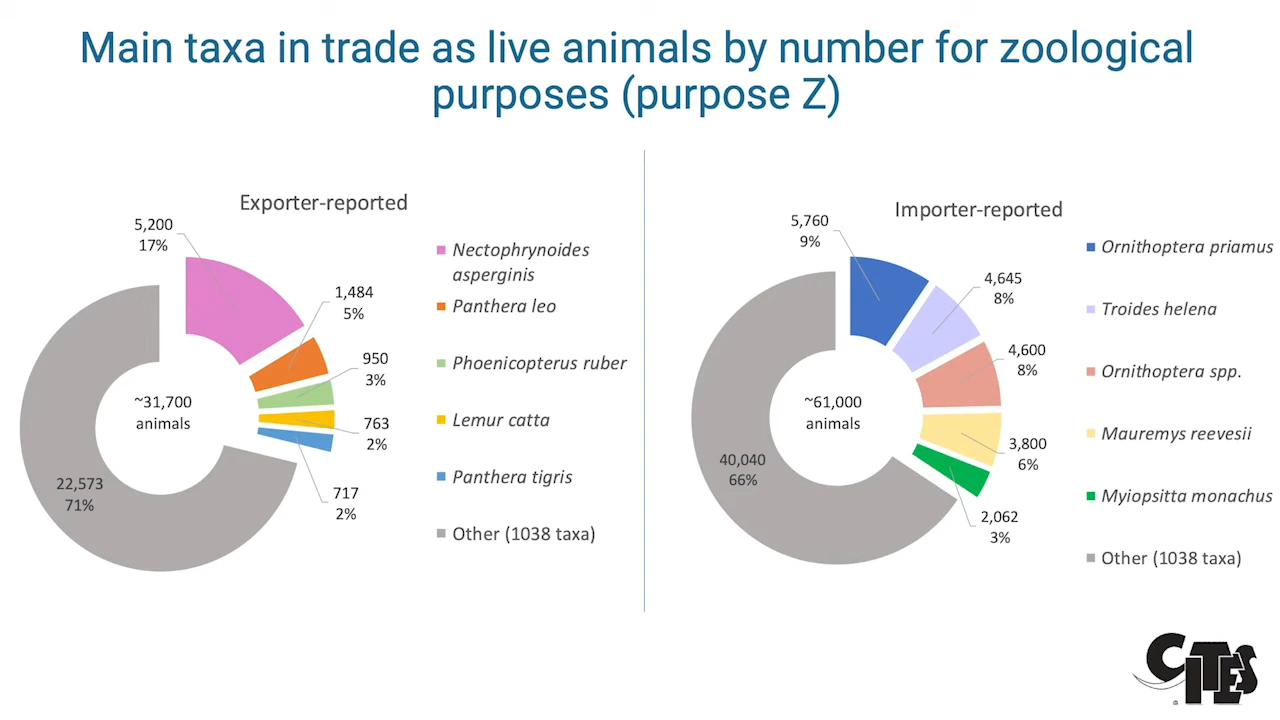 Main taxa in trade as live animals by number for zoological
purposes (purpose Z)
Exporter-reported
5,200
17%
1,484
5%
950
3%
763
2%
717
2%
22,573
71%
~31,700
animals
Nectophrynoides
asperginis
Panthera leo
Phoenicopterus ruber
Lemur catta
Panthera tigris
Other (1038 taxa)
Importer-reported
5,760
9%
4,645
8%
4,600
8%
3,800
6%
2,062
3%
40,040
66%
~61,000
animals
Ornithoptera priamus
Troides helena
Ornithoptera spp.
Mauremys reevesii
Myiopsitta monachus
Other (1038 taxa)
CITES
®